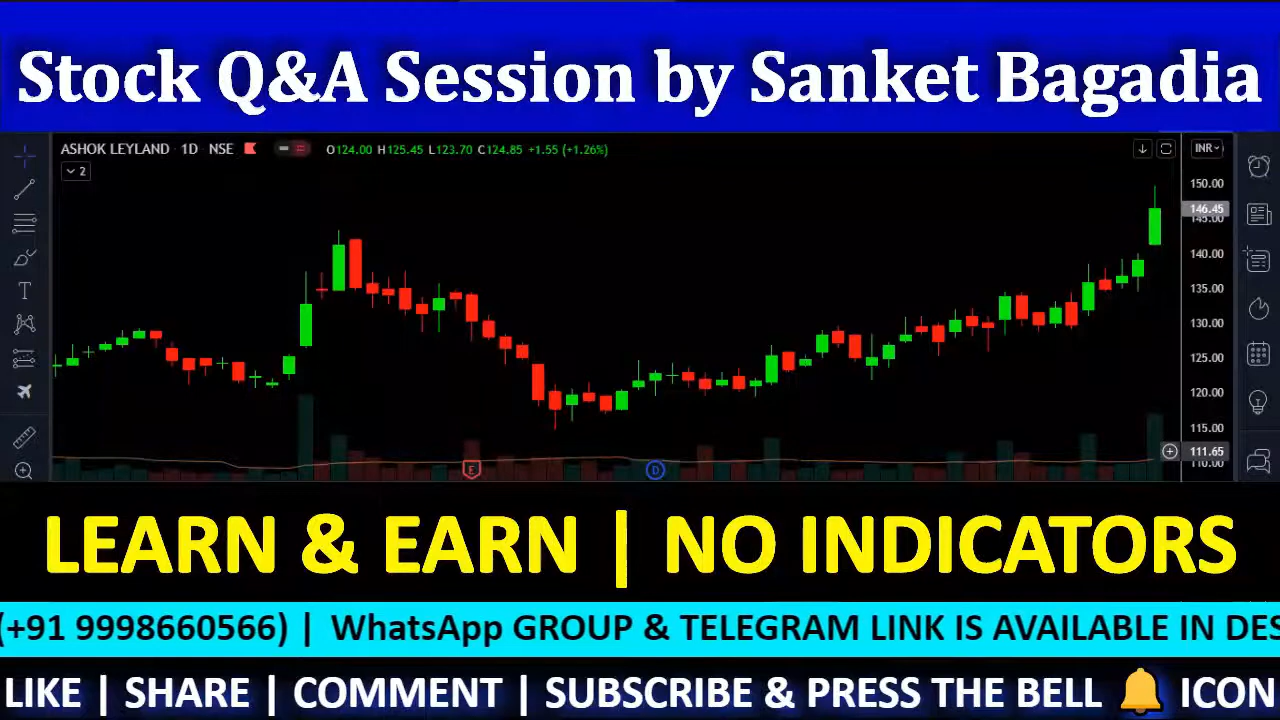 Stock Q&A Session by Sanket Bagadia
ASHOK LEYLAND 1D NSE O124.00 H125.45 L123.70 C124.85 +1.55 (+1.26%) INR
2
150.00
146.45
145.00
140.00
135.00
130.00
125.00
120.00
115.00
111.65
110.00
T
E D
LEARN & EARN | NO INDICATORS
(+91 9998660566) | WhatsApp GROUP & TELEGRAM LINK IS AVAILABLE IN DES
LIKE | SHARE | COMMENT | SUBSCRIBE & PRESS THE BELL 🔔 ICON